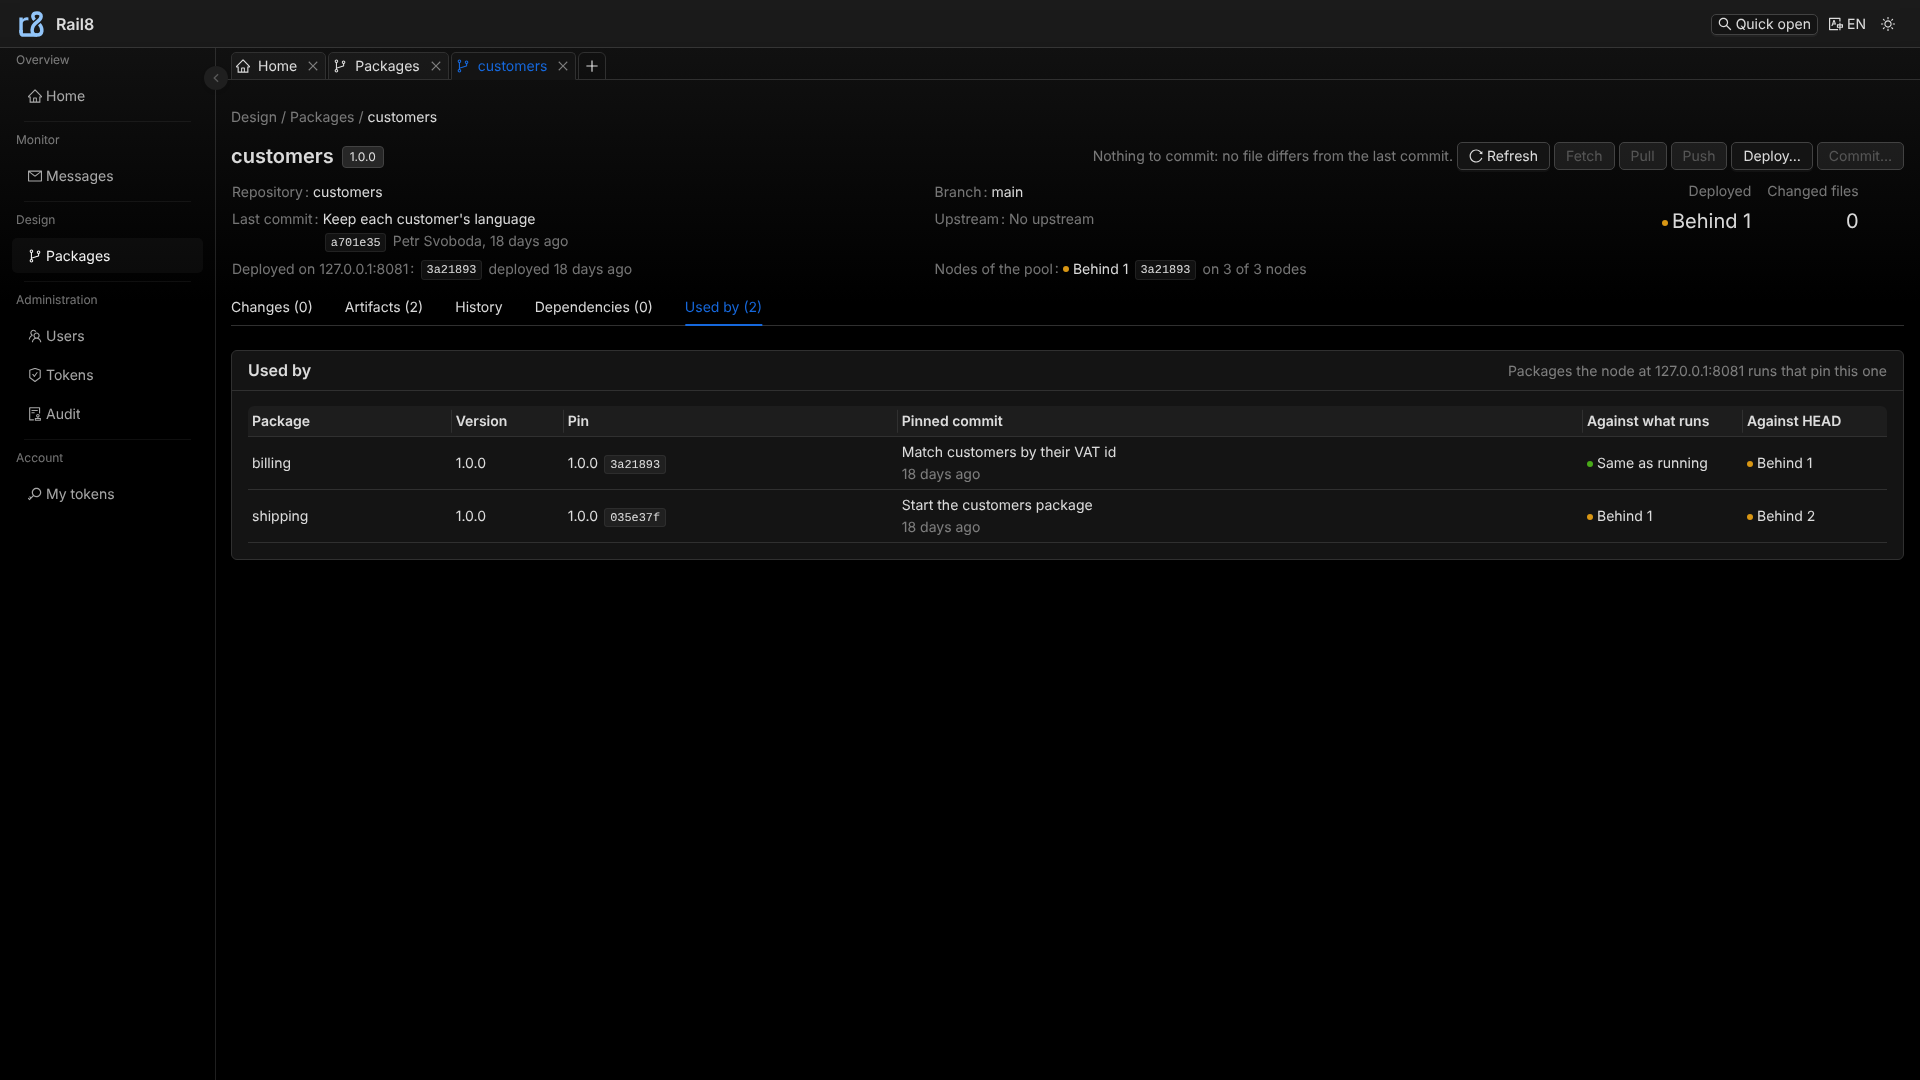 Rail8
Quick open
EN
Overview
Home
Monitor
Messages
Design
Packages
Administration
Users
Tokens
Audit
Account
My tokens
Home
Packages
customers
Design / Packages / customers
customers 1.0.0
Nothing to commit: no file differs from the last commit.
Refresh
Fetch
Pull
Push
Deploy...
Commit...
Repository: customers
Branch: main
Deployed
Changed files
Last commit: Keep each customer's language
Upstream: No upstream
Behind 1
0
a701e35 Petr Svoboda, 18 days ago
Deployed on 127.0.0.1:8081: 3a21893 deployed 18 days ago
Nodes of the pool: Behind 1 3a21893 on 3 of 3 nodes
Changes (0)
Artifacts (2)
History
Dependencies (0)
Used by (2)
Used by
Packages the node at 127.0.0.1:8081 runs that pin this one
Package
Version
Pin
Pinned commit
Against what runs
Against HEAD
billing
1.0.0
1.0.0 3a21893
Match customers by their VAT id
18 days ago
Same as running
Behind 1
shipping
1.0.0
1.0.0 035e37f
Start the customers package
18 days ago
Behind 1
Behind 2